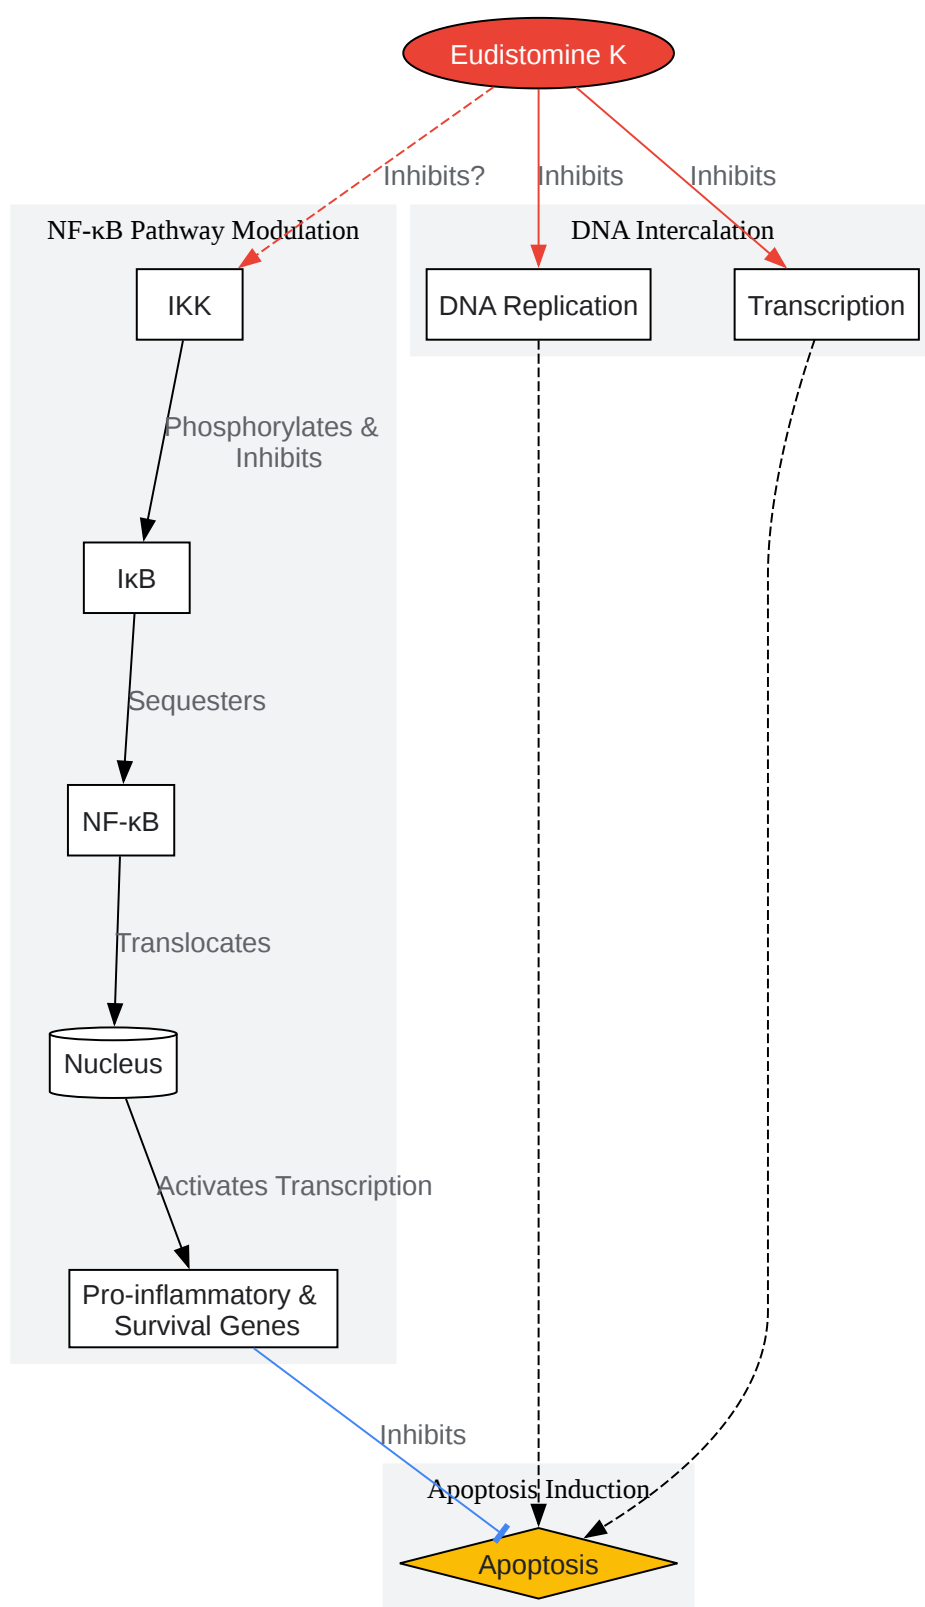 Eudistomine K
Inhibits?
Inhibits
Inhibits
NF-κB Pathway Modulation
DNA Intercalation
IKK
DNA Replication
Transcription
Phosphorylates &
Inhibits
IκB
Sequesters
NF-κB
Translocates
Nucleus
Activates Transcription
Pro-inflammatory &
Survival Genes
Inhibits
Apoptosis Induction
Apoptosis